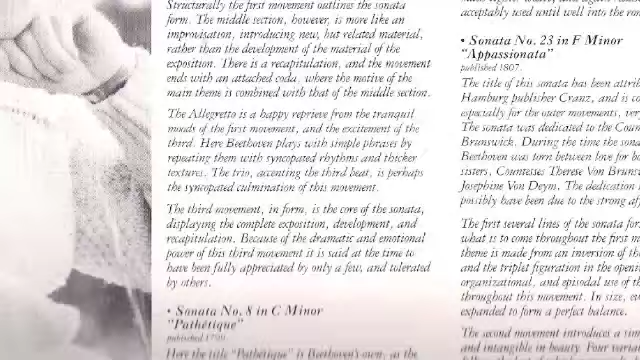 Structurally the first movement outlines the sonata
form. The middle section, however, is more like an
improvisation, introducing new, but related material,
rather than the development of the material of the
exposition. There is a recapitulation, and the movement
ends with an attached coda, where the motive of the
main theme is combined with that of the middle section.
The Allegretto is a happy reprieve from the tranquil
moods of the first movement, and the excitement of the
third. Here Beethoven plays with simple phrases by
repeating them with syncopated rhythms and thicker
textures. The trio, accenting the third beat, is perhaps
the syncopated culmination of this movement.
The third movement, in form, is the core of the sonata,
displaying the complete exposition, development, and
recapitulation. Because of the dramatic and emotional
power of this third movement it is said at the time to
have been fully appreciated by only a few, and tolerated
by others.
• Sonata No. 8 in C Minor
"Pathétique"
published
Here the title "Pathétique" is Beethoven's own, as the
acceptably used until well into the
• Sonata No. 23 in F Minor
"Appassionata"
published 1807.
The title of this sonata has been
Hamburg publisher Cranz, and is
especially for the outer movements,
The sonata was dedicated to the
Brunswick. During the time the
Beethoven was torn between love for
sisters, Countesses Therese Von
Josephine Von Deym. The dedication
possibly have been due to the strong
The first several lines of the sonata
what is to come throughout the first
theme is made from an inversion of
and the triplet figuration in the
organizational, and episodal use of
throughout this movement. In size,
expanded to form a perfect balance.
The second movement introduces a
and intangible in beauty. Four